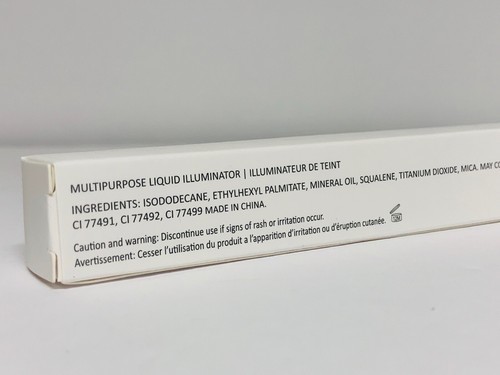 MULTIPURPOSE LIQUID ILLUMINATOR | ILLUMINATEUR DE TEINT
INGREDIENTS: ISODODECANE, ETHYLHEXYL PALMITATE, MINERAL OIL, SQUALENE, TITANIUM DIOXIDE, MICA. MAY CO
CI 77491, CI 77492, CI 77499 MADE IN CHINA.
Caution and warning: Discontinue use if signs of rash or irritation occur.
Avertissement: Cesser l'utilisation du produit a l'apparition d'irritation ou d'éruption cutanée.
12M